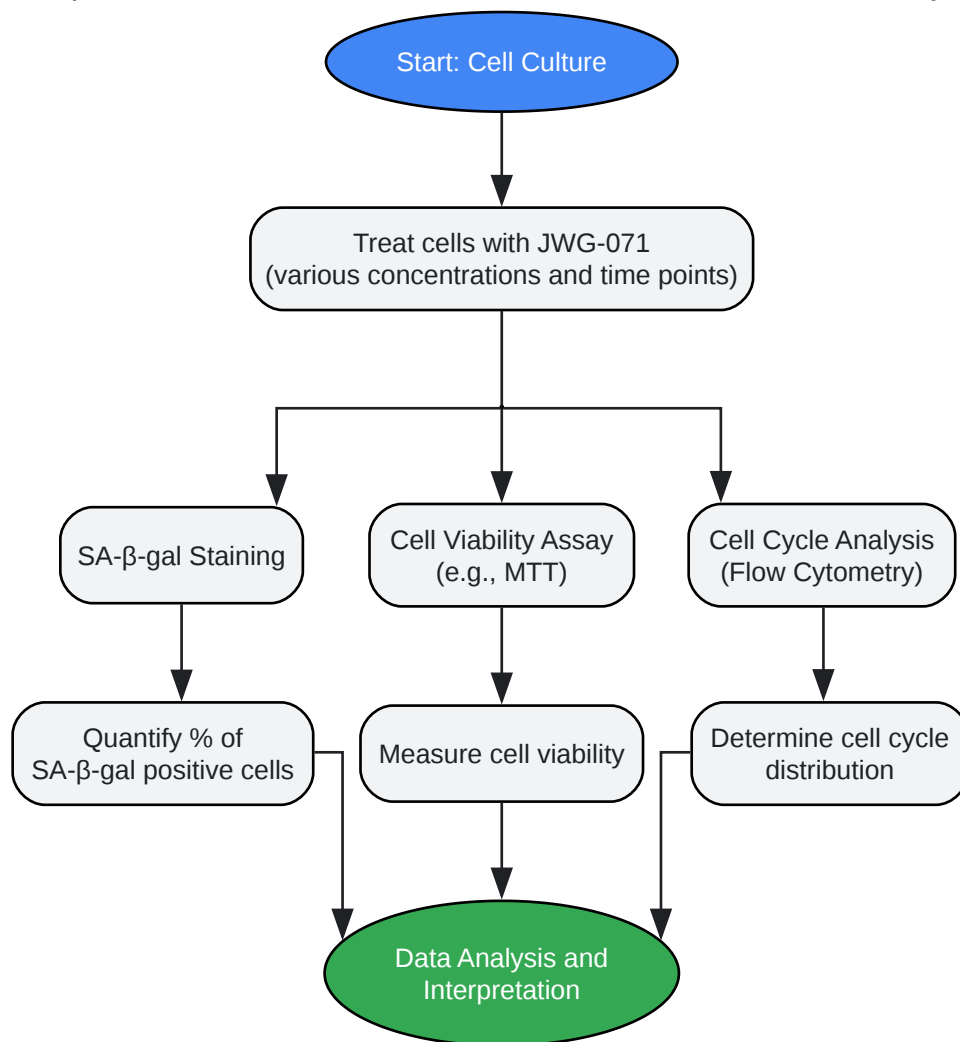 Start: Cell Culture
Treat cells with JWG-071
(various concentrations and time points)
SA-β-gal Staining
Cell Viability Assay
(e.g., MTT)
Cell Cycle Analysis
(Flow Cytometry)
Quantify % of
SA-β-gal positive cells
Measure cell viability
Determine cell cycle
distribution
Data Analysis and
Interpretation